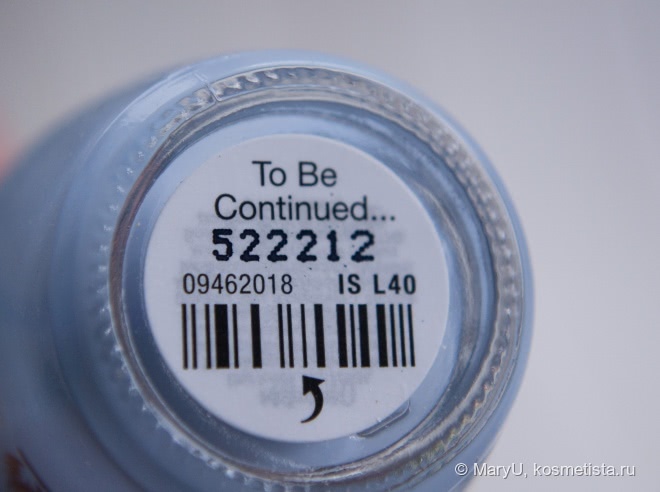 To Be
Continued...
522212
09462018 IS L40
© MaryU, kosmetista.ru